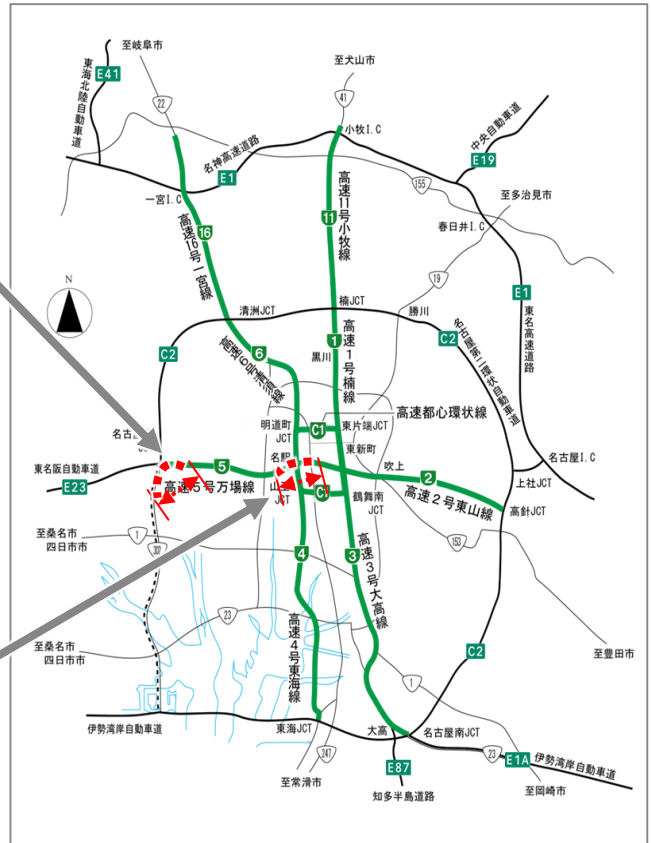 至岐阜市
至犬山市
東海北陸自動車道
E41
22
41
小牧I.C
中央自動車道
E19
名神高速道路
E1
155
至多治見市
一宮I.C
高速11号小牧線
11
春日井I.C
16
高速16号一宮線
19
N
E1
東名高速道路
清洲JCT
楠JCT
勝川
C2
名古屋第二環状自動車道
C2
1
高速1号楠線
6
高速6号清須線
黒川
高速都心環状線
明道町
JCT
C1
東片端JCT
名古
東新町
名駅
名古屋I.C
東名阪自動車道
5
吹上
2
上社JCT
E23
高速5号万場線
山王
JCT
C1
鶴舞南
JCT
高速2号東山線
高針JCT
至桑名市
四日市市
1
302
4
3
高速3号大高線
153
23
高速4号東海線
至桑名市
四日市市
C2
至豊田市
1
伊勢湾岸自動車道
東海JCT
大高
名古屋南JCT
23
E1A
伊勢湾岸自動車道
247
E87
至常滑市
知多半島道路
至岡崎市